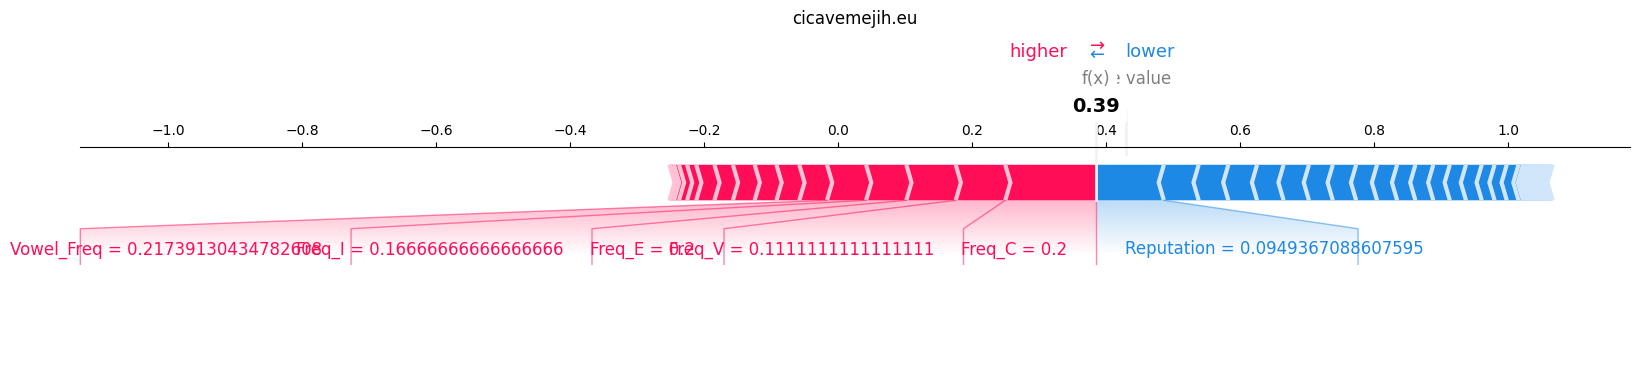 cicavemejih.eu
higher → ← lower
f(x) value
0.39
−1.0 −0.8 −0.6 −0.4 −0.2 0.0 0.2 0.4 0.6 0.8 1.0
Vowel_Freq = 0.21739130434782608 Freq_I = 0.16666666666666666 Freq_E = 0.2 Freq_V = 0.1111111111111111 Freq_C = 0.2 Reputation = 0.0949367088607595